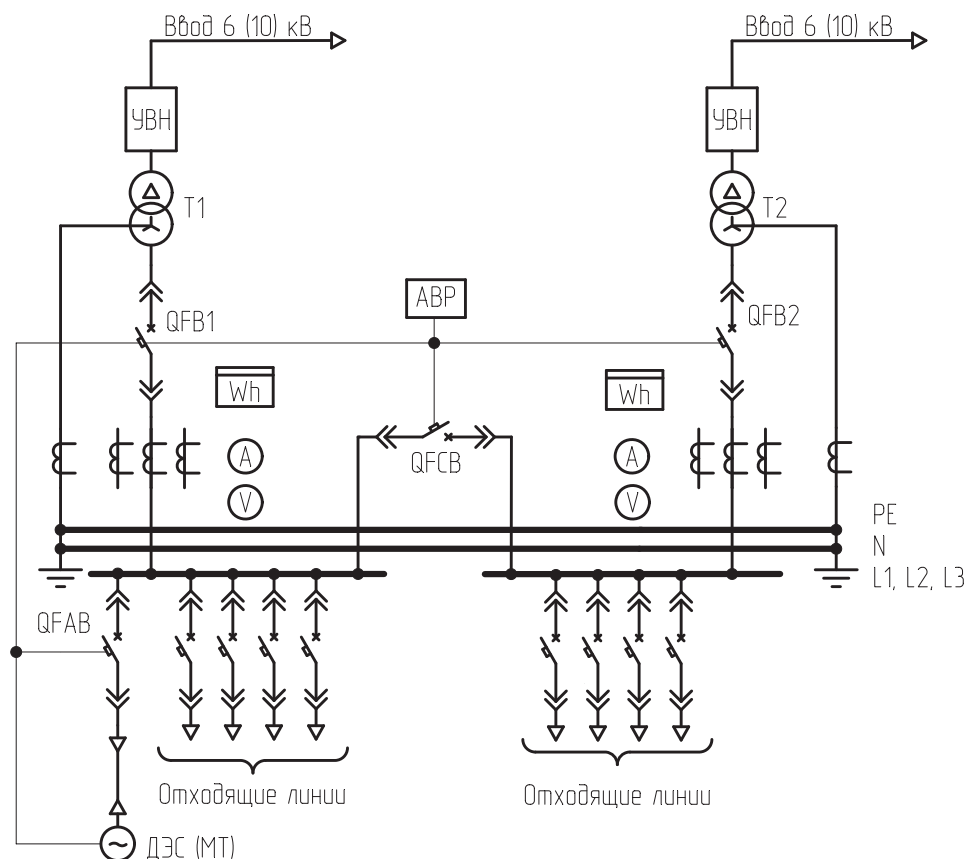 Ввод 6 (10) кВ
Ввод 6 (10) кВ
УВН
УВН
T1
T2
АВР
QFB1
QFB2
Wh
Wh
QFCB
A
A
V
V
PE
N
L1, L2, L3
QFAB
Отходящие линии
Отходящие линии
ДЭС (МТ)